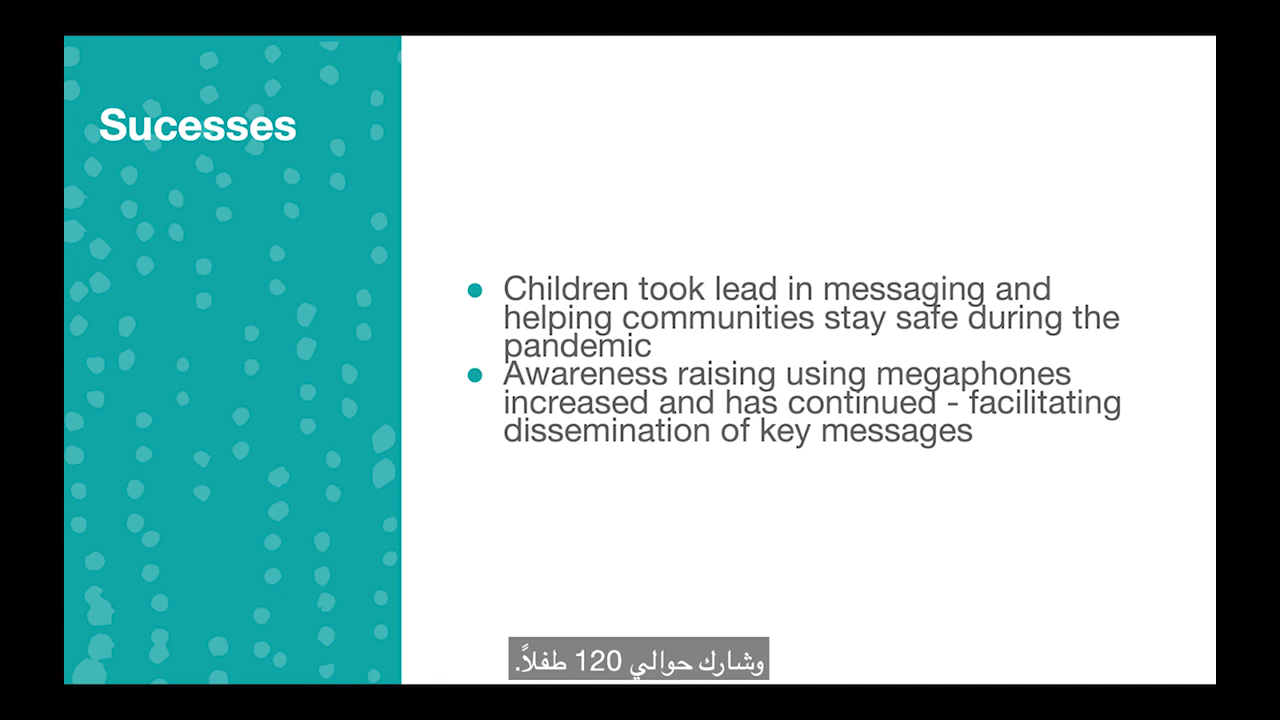 Sucesses
● Children took lead in messaging and
helping communities stay safe during the
pandemic
● Awareness raising using megaphones
increased and has continued - facilitating
dissemination of key messages
وشارك حوالي 120 طفلاً.